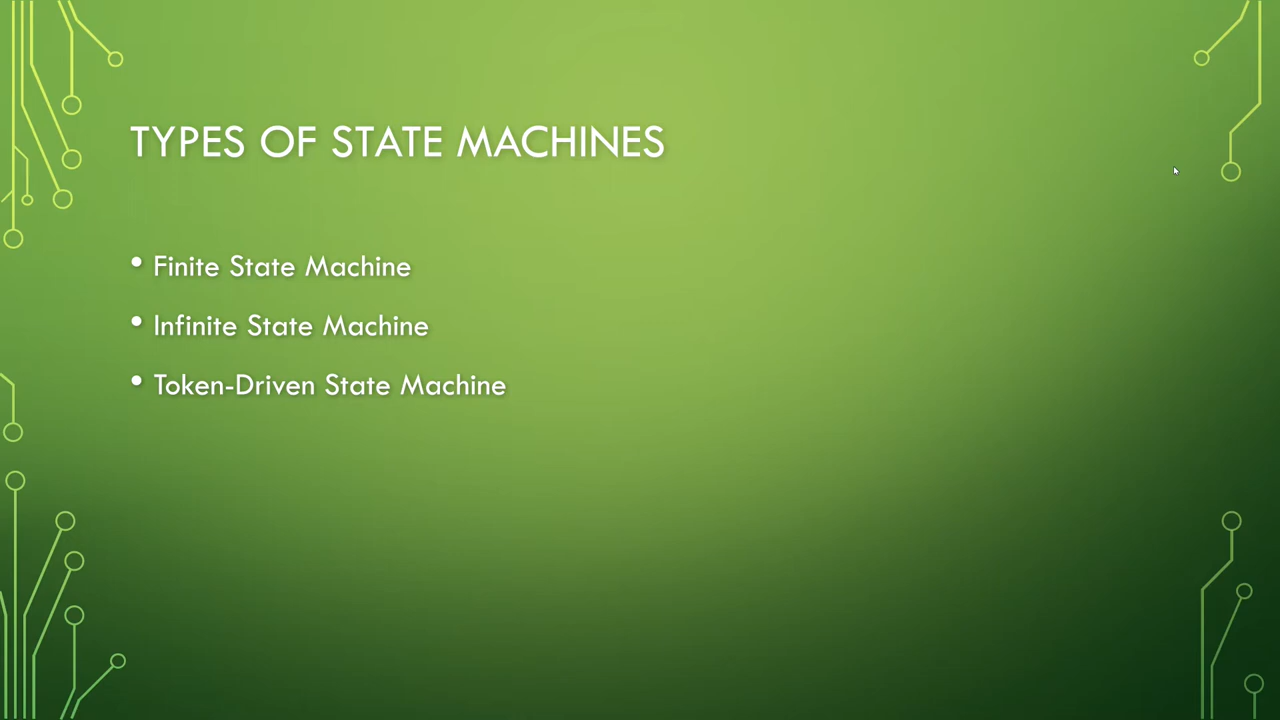 TYPES OF STATE MACHINES
• Finite State Machine
• Infinite State Machine
• Token-Driven State Machine